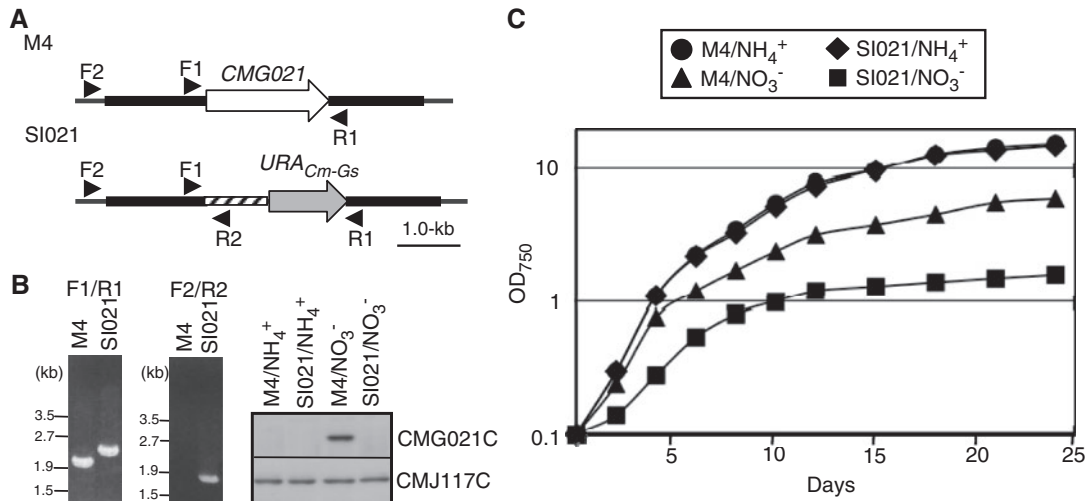 A
M4
F2
F1
CMG021
R1
SI021
F2
F1
URA Cm-Gs
R2
R1
1.0-kb
B
F1/R1
M4
SI021
(kb)
3.5
2.7
1.9
1.5
F2/R2
M4
SI021
(kb)
3.5
2.7
1.9
1.5
M4/NH4+
SI021/NH4+
M4/NO3-
SI021/NO3-
CMG021C
CMJ117C
C
M4/NH4+
SI021/NH4+
M4/NO3-
SI021/NO3-
OD750
10
1
0.1
5
10
15
20
25
Days